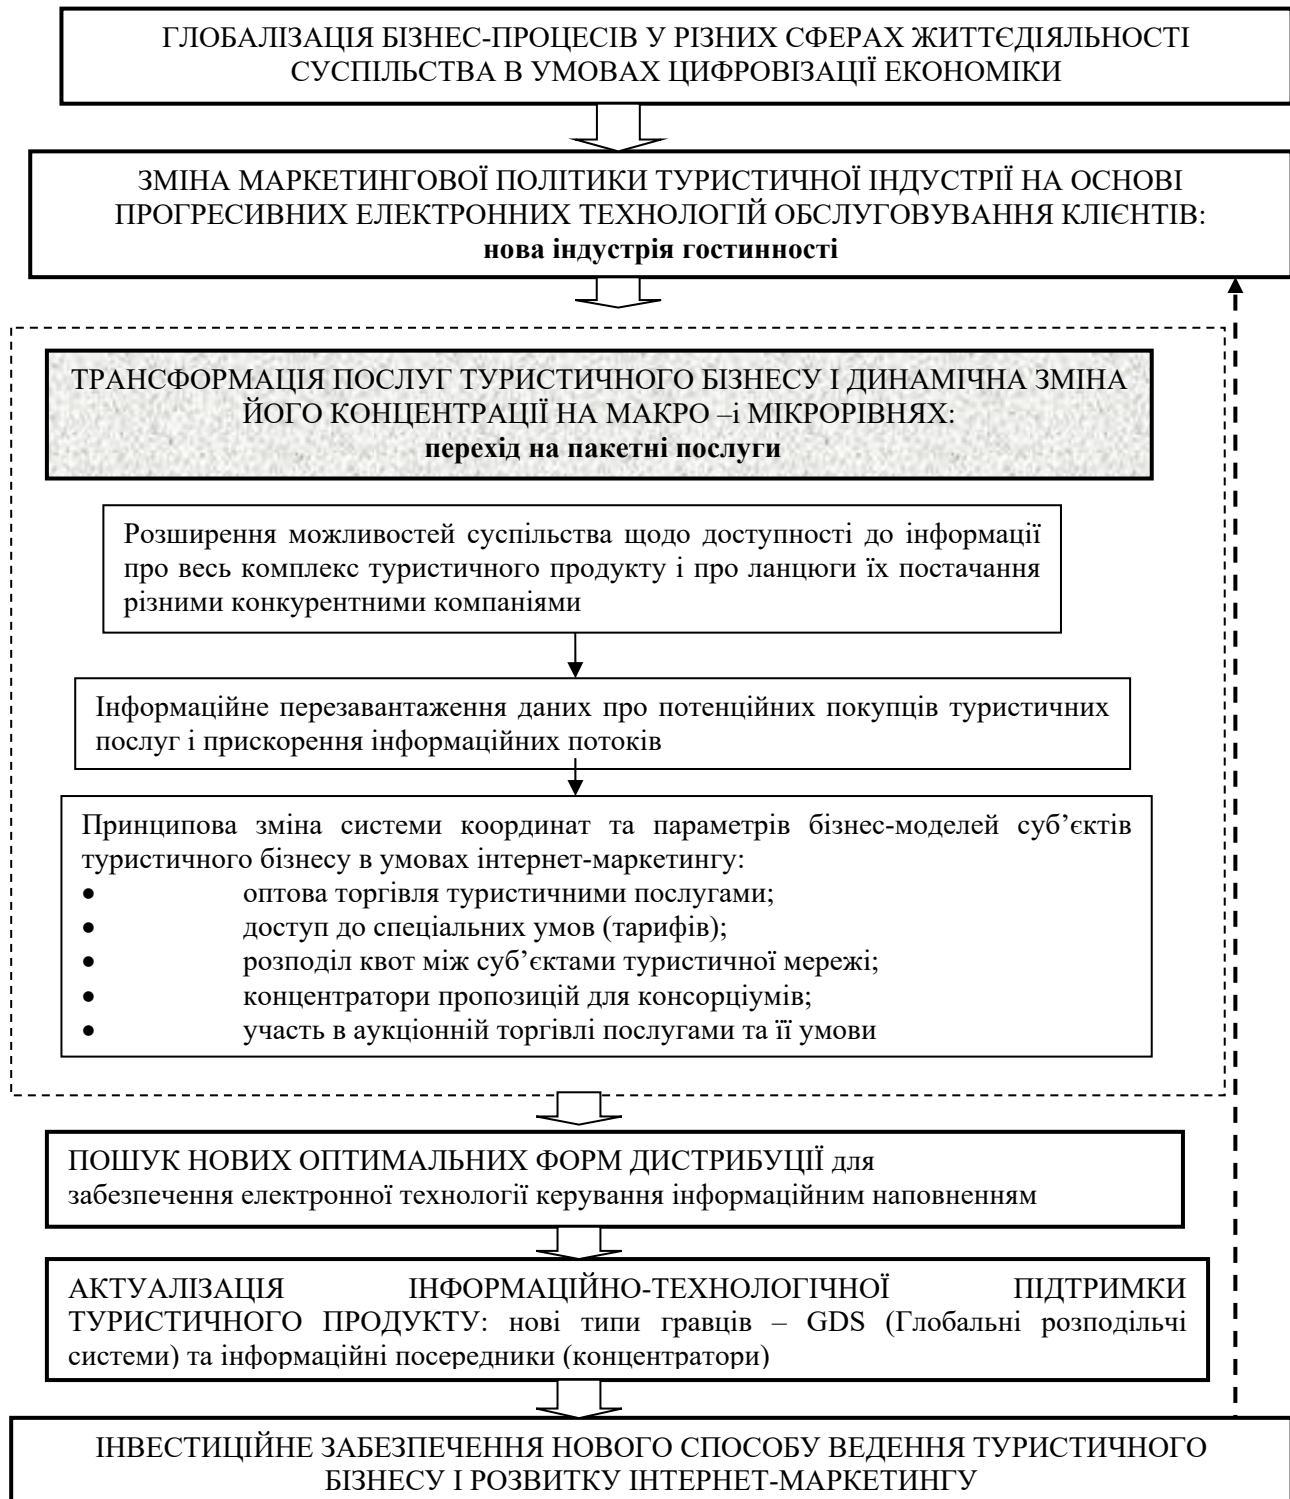 ГЛОБАЛІЗАЦІЯ БІЗНЕС-ПРОЦЕСІВ У РІЗНИХ СФЕРАХ ЖИТТЄДІЯЛЬНОСТІ
СУСПІЛЬСТВА В УМОВАХ ЦИФРОВІЗАЦІЇ ЕКОНОМІКИ
ЗМІНА МАРКЕТИНГОВОЇ ПОЛІТИКИ ТУРИСТИЧНОЇ ІНДУСТРІЇ НА ОСНОВІ
ПРОГРЕСИВНИХ ЕЛЕКТРОННИХ ТЕХНОЛОГІЙ ОБСЛУГОВУВАННЯ КЛІЄНТІВ:
нова індустрія гостинності
ТРАНСФОРМАЦІЯ ПОСЛУГ ТУРИСТИЧНОГО БІЗНЕСУ І ДИНАМІЧНА ЗМІНА
ЙОГО КОНЦЕНТРАЦІЇ НА МАКРО –і МІКРОРІВНЯХ:
перехід на пакетні послуги
Розширення можливостей суспільства щодо доступності до інформації
про весь комплекс туристичного продукту і про ланцюги їх постачання
різними конкурентними компаніями
Інформаційне перезавантаження даних про потенційних покупців туристичних
послуг і прискорення інформаційних потоків
Принципова зміна системи координат та параметрів бізнес-моделей суб’єктів
туристичного бізнесу в умовах інтернет-маркетингу:
• оптова торгівля туристичними послугами;
• доступ до спеціальних умов (тарифів);
• розподіл квот між суб’єктами туристичної мережі;
• концентратори пропозицій для консорціумів;
• участь в аукціонній торгівлі послугами та її умови
ПОШУК НОВИХ ОПТИМАЛЬНИХ ФОРМ ДИСТРИБУЦІЇ для
забезпечення електронної технології керування інформаційним наповненням
АКТУАЛІЗАЦІЯ ІНФОРМАЦІЙНО-ТЕХНОЛОГІЧНОЇ ПІДТРИМКИ
ТУРИСТИЧНОГО ПРОДУКТУ: нові типи гравців – GDS (Глобальні розподільчі
системи) та інформаційні посередники (концентратори)
ІНВЕСТИЦІЙНЕ ЗАБЕЗПЕЧЕННЯ НОВОГО СПОСОБУ ВЕДЕННЯ ТУРИСТИЧНОГО
БІЗНЕСУ І РОЗВИТКУ ІНТЕРНЕТ-МАРКЕТИНГУ